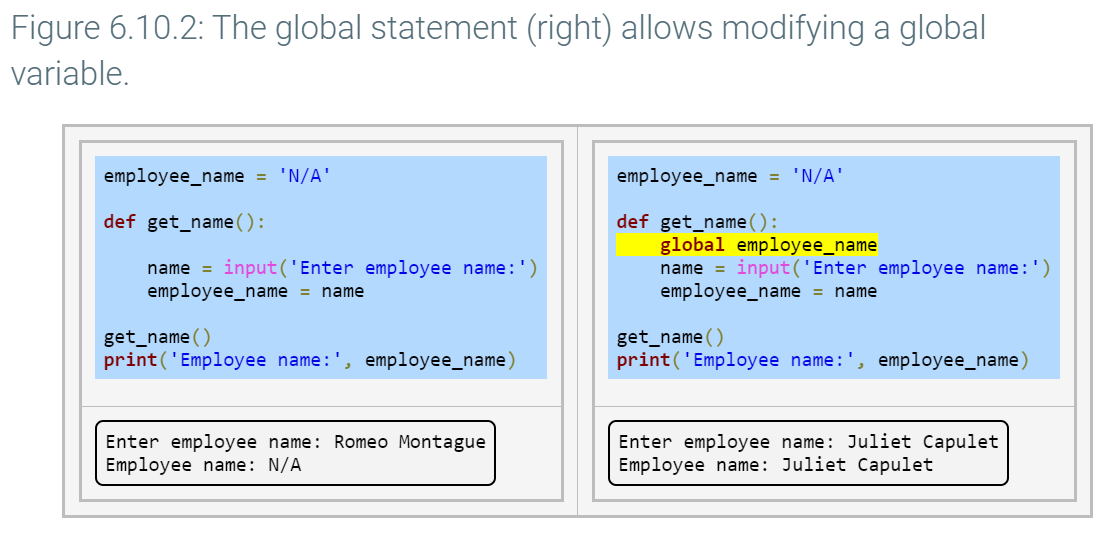 Figure 6.10.2: The global statement (right) allows modifying a global
variable.
employee_name = 'N/A'

def get_name():

    name = input('Enter employee name:')
    employee_name = name

get_name()
print('Employee name:', employee_name)
Enter employee name: Romeo Montague
Employee name: N/A
employee_name = 'N/A'

def get_name():
    global employee_name
    name = input('Enter employee name:')
    employee_name = name

get_name()
print('Employee name:', employee_name)
Enter employee name: Juliet Capulet
Employee name: Juliet Capulet